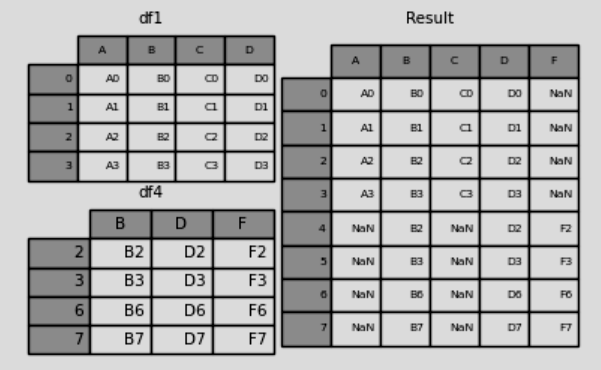 df1
A B C D
0 A0 B0 C0 D0
1 A1 B1 C1 D1
2 A2 B2 C2 D2
3 A3 B3 C3 D3
df4
B D F
2 B2 D2 F2
3 B3 D3 F3
6 B6 D6 F6
7 B7 D7 F7
Result
A B C D F
0 A0 B0 C0 D0 NaN
1 A1 B1 C1 D1 NaN
2 A2 B2 C2 D2 NaN
3 A3 B3 C3 D3 NaN
4 NaN B2 NaN D2 F2
5 NaN B3 NaN D3 F3
6 NaN B6 NaN D6 F6
7 NaN B7 NaN D7 F7